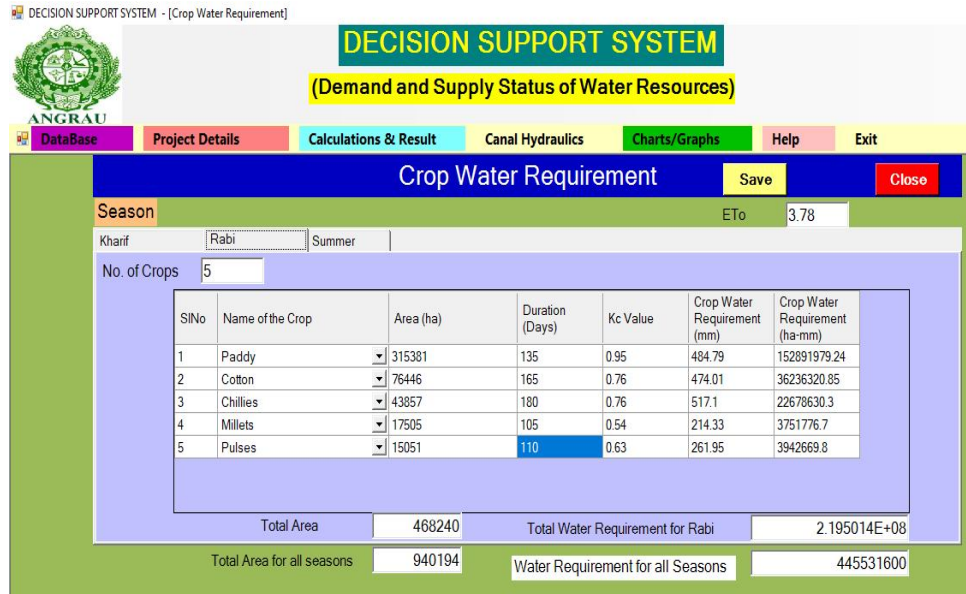 DECISION SUPPORT SYSTEM - [Crop Water Requirement]
ANGRAU
DECISION SUPPORT SYSTEM
(Demand and Supply Status of Water Resources)
DataBase Project Details Calculations & Result Canal Hydraulics Charts/Graphs Help Exit
Crop Water Requirement Save Close
Season ETo 3.78
Kharif Rabi Summer
No. of Crops 5
SlNo Name of the Crop Area (ha) Duration (Days) Kc Value Crop Water Requirement (mm) Crop Water Requirement (ha-mm)
1 Paddy 315381 135 0.95 484.79 152891979.24
2 Cotton 76446 165 0.76 474.01 36236320.85
3 Chillies 43857 180 0.76 517.1 22678630.3
4 Millets 17505 105 0.54 214.33 3751776.7
5 Pulses 15051 110 0.63 261.95 3942669.8
Total Area 468240 Total Water Requirement for Rabi 2.195014E+08
Total Area for all seasons 940194 Water Requirement for all Seasons 445531600